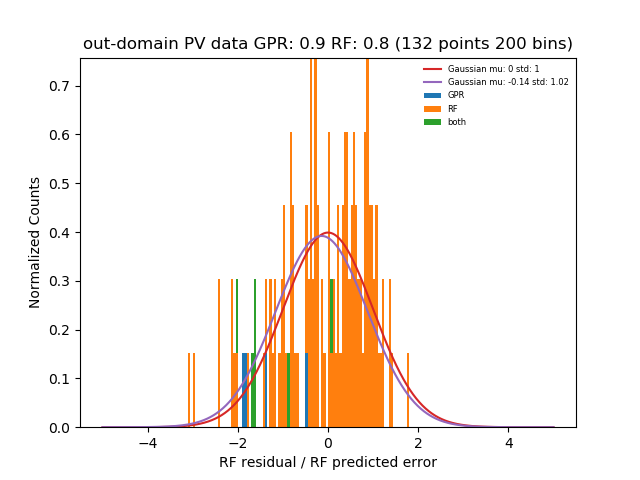 out-domain PV data GPR: 0.9 RF: 0.8 (132 points 200 bins)
Gaussian mu: 0 std: 1
Gaussian mu: -0.14 std: 1.02
GPR
RF
both
Normalized Counts
0.7
0.6
0.5
0.4
0.3
0.2
0.1
0.0
−4 −2 0 2 4
RF residual / RF predicted error